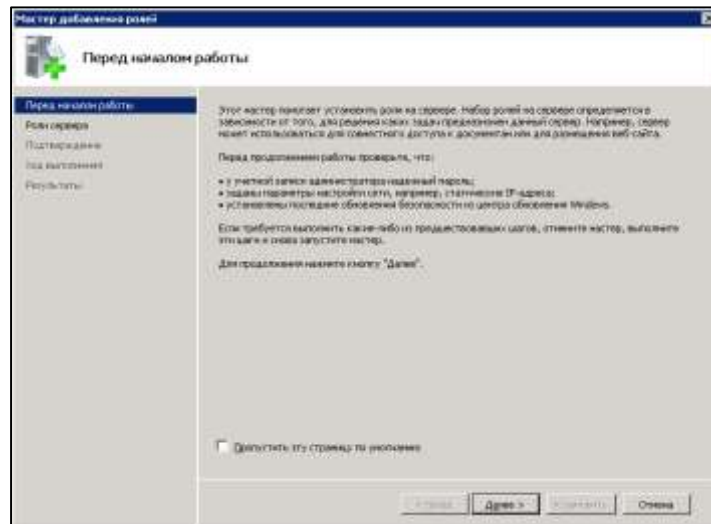 Мастер добавления ролей
Перед началом работы
Перед началом работы
Роли сервера
Подтверждение
Ход выполнения
Результаты
Этот мастер помогает установить роли на сервере. Набор ролей на сервере определяется в
зависимости от того, для решения каких задач предназначен данный сервер. Например, сервер
может использоваться для совместного доступа к документам или для размещения веб-сайта.
Перед продолжением работы проверьте, что:
• у учетной записи администратора надежный пароль;
• заданы параметры настройки сети, например, статические IP-адреса;
• установлены последние обновления безопасности из центра обновления Windows.
Если требуется выполнить какие-либо из предшествовавших шагов, отмените мастер, выполните
эти шаги и снова запустите мастер.
Для продолжения нажмите кнопку "Далее".
Пропустить эту страницу по умолчанию
< Назад Далее > Установить Отмена